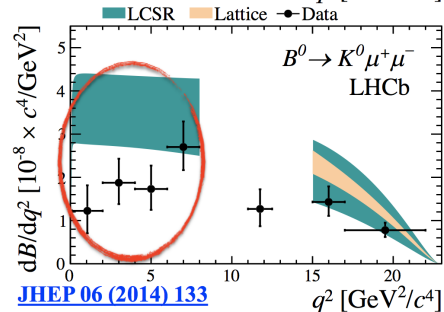 LCSR Lattice Data
dB/dq² [10⁻⁸ × c⁴/GeV²]
5
4
3
2
1
0
B⁰→ K⁰μ⁺μ⁻
LHCb
0 5 10 15 20
q² [GeV²/c⁴]
JHEP 06 (2014) 133